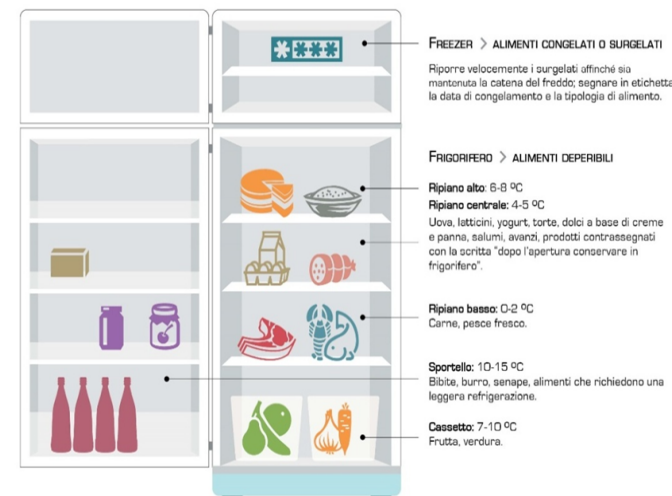 FREEZER > ALIMENTI CONGELATI O SURGELATI
Riporre velocemente i surgelati affinché sia
mantenuta la catena del freddo; segnare in etichetta
la data di congelamento e la tipologia di alimento.
FRIGORIFERO > ALIMENTI DEPERIBILI
Ripiano alto: 6-8 ºC
Ripiano centrale: 4-5 ºC
Uova, latticini, yogurt, torte, dolci a base di creme
e panna, salumi, avanzi, prodotti contrassegnati
con la scritta "dopo l'apertura conservare in
frigorifero".
Ripiano basso: 0-2 ºC
Carne, pesce fresco.
Sportello: 10-15 ºC
Bibite, burro, senape, alimenti che richiedono una
leggera refrigerazione.
Cassetto: 7-10 ºC
Frutta, verdura.